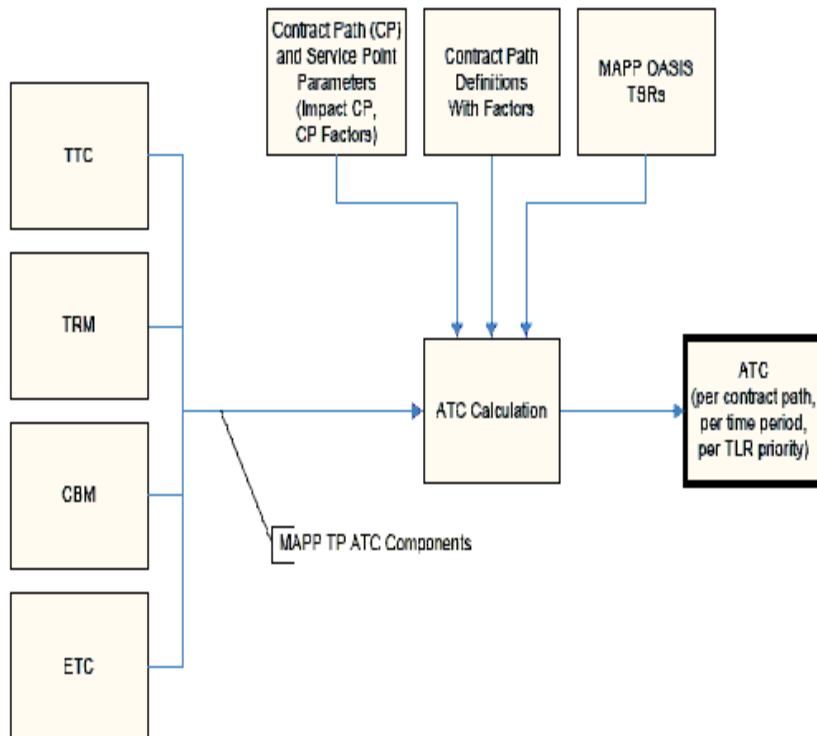 Contract Path (CP)
and Service Point
Parameters
(Impact CP,
CP Factors)
Contract Path
Definitions
With Factors
MAPP OASIS
TSRs
TTC
TRM
CBM
ETC
ATC Calculation
ATC
(per contract path,
per time period,
per TLR priority)
MAPP TP ATC Components